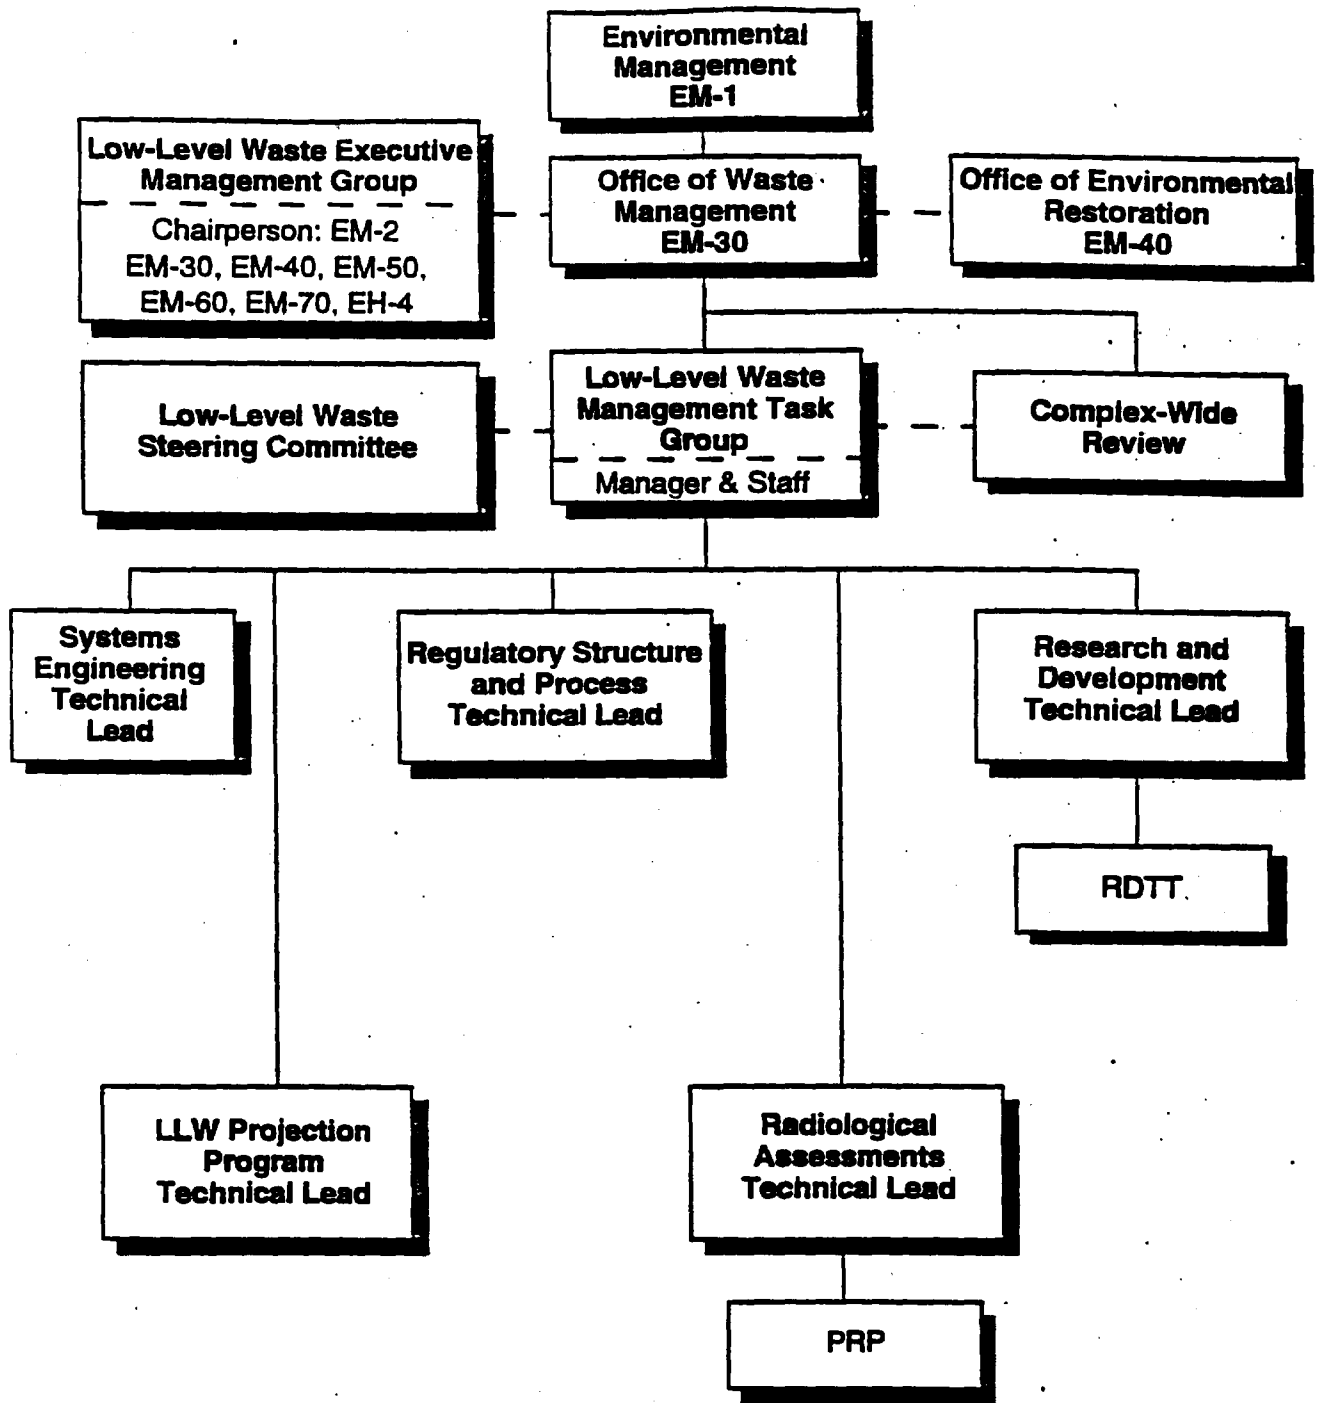 Environmental
Management
EM-1
Low-Level Waste Executive
Management Group
Chairperson: EM-2
EM-30, EM-40, EM-50,
EM-60, EM-70, EH-4
Office of Waste
Management
EM-30
Office of Environmental
Restoration
EM-40
Low-Level Waste
Steering Committee
Low-Level Waste
Management Task
Group
Manager & Staff
Complex-Wide
Review
Systems
Engineering
Technical
Lead
Regulatory Structure
and Process
Technical Lead
Research and
Development
Technical Lead
RDTT
LLW Projection
Program
Technical Lead
Radiological
Assessments
Technical Lead
PRP